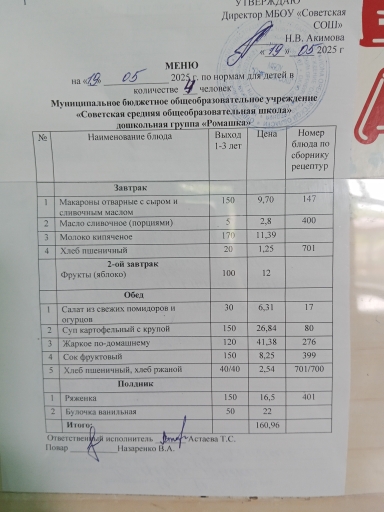 УТВЕРЖДАЮ
Директор МБОУ «Советская
СОШ»
Н.В. Акимова
«19» 05 2025 г
МЕНЮ
на «19» 05 2025 г. по нормам для детей в
количестве 4 человек
Муниципальное бюджетное общеобразовательное учреждение
«Советская средняя общеобразовательная школа»
дошкольная группа «Ромашка»
№ Наименование блюда Выход 1-3 лет Цена Номер блюда по сборнику рецептур
Завтрак
1 Макароны отварные с сыром и сливочным маслом 150 9,70 147
2 Масло сливочное (порциями) 5 2,8 400
3 Молоко кипяченое 170 11,39
4 Хлеб пшеничный 20 1,25 701
2-ой завтрак
Фрукты (яблоко) 100 12
Обед
1 Салат из свежих помидоров и огурцов 30 6,31 17
2 Суп картофельный с крупой 150 26,84 80
3 Жаркое по-домашнему 120 41,38 276
4 Сок фруктовый 150 8,25 399
5 Хлеб пшеничный, хлеб ржаной 40/40 2,54 701/700
Полдник
1 Ряженка 150 16,5 401
2 Булочка ванильная 50 22
Итого: 160,96
Ответственный исполнитель Астаева Т.С.
Повар Назаренко В.А.